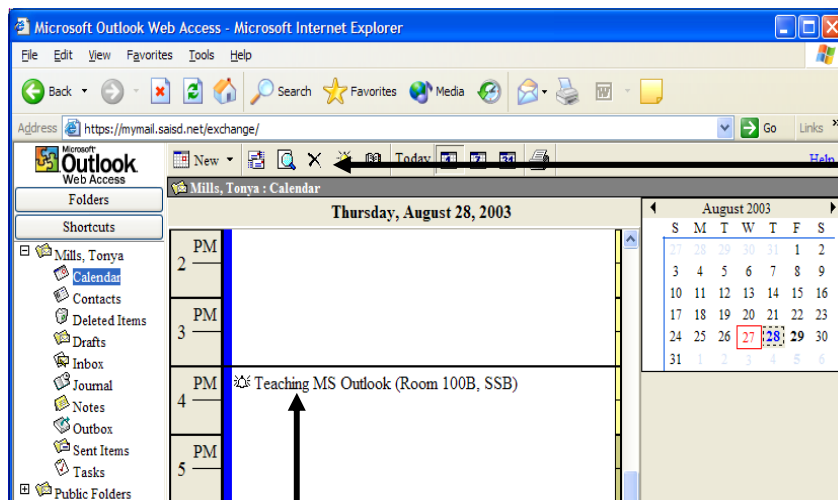 Microsoft Outlook Web Access - Microsoft Internet Explorer
File Edit View Favorites Tools Help
Back Search Favorites Media
Address https://mymail.saisd.net/exchange/ Go Links »
Microsoft
Outlook
Web Access
New Today 1 7 31 Help
Folders
Shortcuts
Mills, Tonya : Calendar
Thursday, August 28, 2003
Mills, Tonya
Calendar
Contacts
Deleted Items
Drafts
Inbox
Journal
Notes
Outbox
Sent Items
Tasks
Public Folders
2 PM
3 PM
4 PM Teaching MS Outlook (Room 100B, SSB)
5 PM
August 2003
S M T W T F S
27 28 29 30 31 1 2
3 4 5 6 7 8 9
10 11 12 13 14 15 16
17 18 19 20 21 22 23
24 25 26 27 28 29 30
31 1 2 3 4 5 6